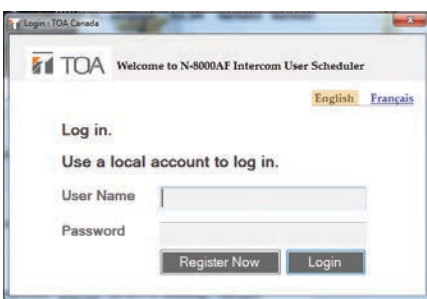 Login : TOA Canada
TOA Welcome to N-8000AF Intercom User Scheduler
English Français
Log in.
Use a local account to log in.
User Name
Password
Register Now Login